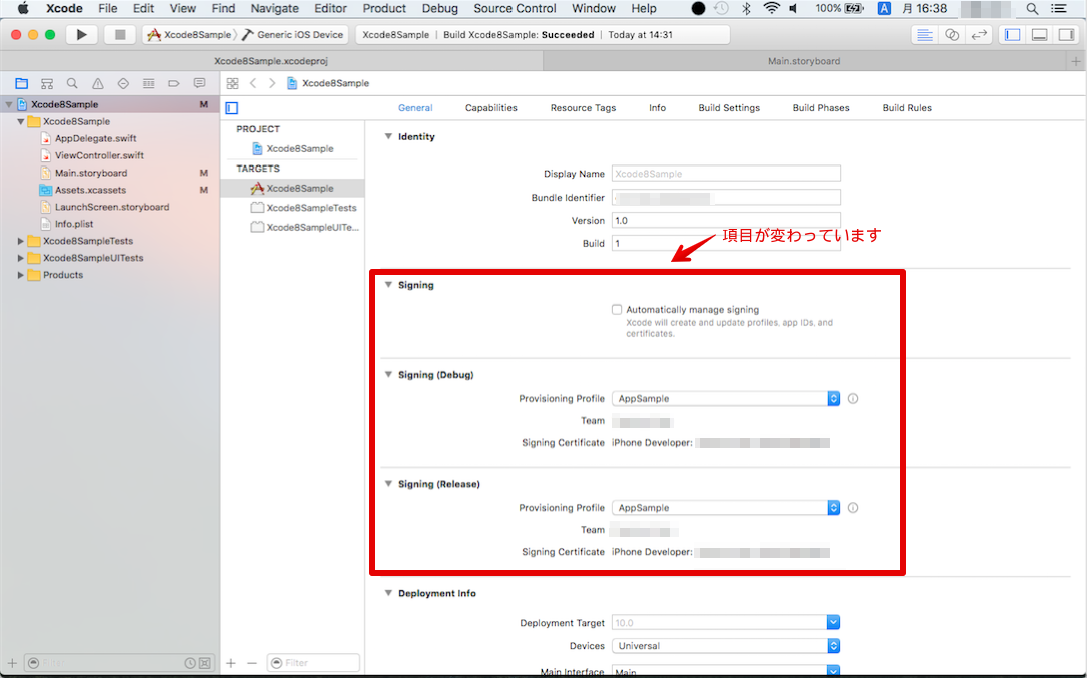 Xcode File Edit View Find Navigate Editor Product Debug Source Control Window Help 100% A 月 16:38
Xcode8Sample Generic iOS Device Xcode8Sample | Build Xcode8Sample: Succeeded | Today at 14:31
Xcode8Sample.xcodeproj Main.storyboard
Xcode8Sample
General Capabilities Resource Tags Info Build Settings Build Phases Build Rules
Xcode8Sample M
Xcode8Sample
AppDelegate.swift
ViewController.swift
Main.storyboard M
Assets.xcassets M
LaunchScreen.storyboard
Info.plist
Xcode8SampleTests
Xcode8SampleUITests
Products
Filter
PROJECT
Xcode8Sample
TARGETS
Xcode8Sample
Xcode8SampleTests
Xcode8SampleUITe...
Filter
Identity
Display Name Xcode8Sample
Bundle Identifier
Version 1.0
Build 1
項目が変わっています
Signing
Automatically manage signing
Xcode will create and update profiles, app IDs, and
certificates.
Signing (Debug)
Provisioning Profile AppSample
Team
Signing Certificate iPhone Developer:
Signing (Release)
Provisioning Profile AppSample
Team
Signing Certificate iPhone Developer:
Deployment Info
Deployment Target 10.0
Devices Universal
Main Interface Main